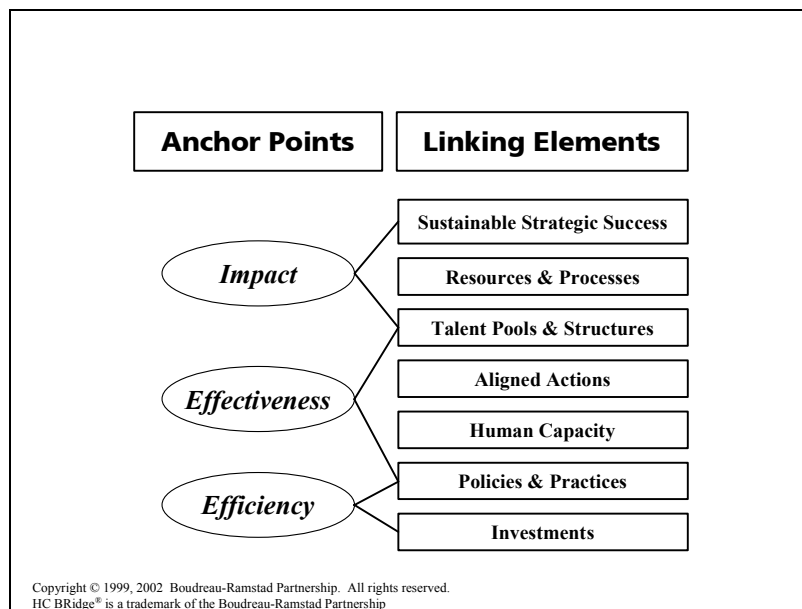 Anchor Points
Linking Elements
Sustainable Strategic Success
Impact
Resources & Processes
Talent Pools & Structures
Aligned Actions
Effectiveness
Human Capacity
Policies & Practices
Efficiency
Investments
Copyright © 1999, 2002 Boudreau-Ramstad Partnership. All rights reserved.
HC BRidge® is a trademark of the Boudreau-Ramstad Partnership